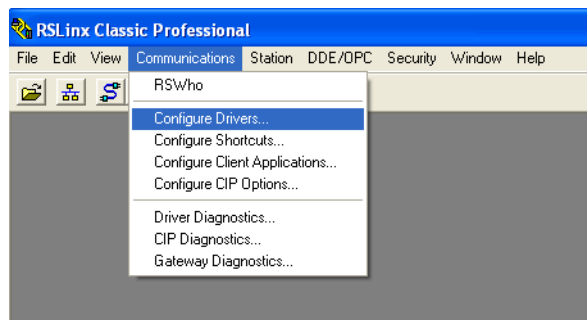 RSLinx Classic Professional
File Edit View Communications Station DDE/OPC Security Window Help
RSWho
Configure Drivers...
Configure Shortcuts...
Configure Client Applications...
Configure CIP Options...
Driver Diagnostics...
CIP Diagnostics...
Gateway Diagnostics...